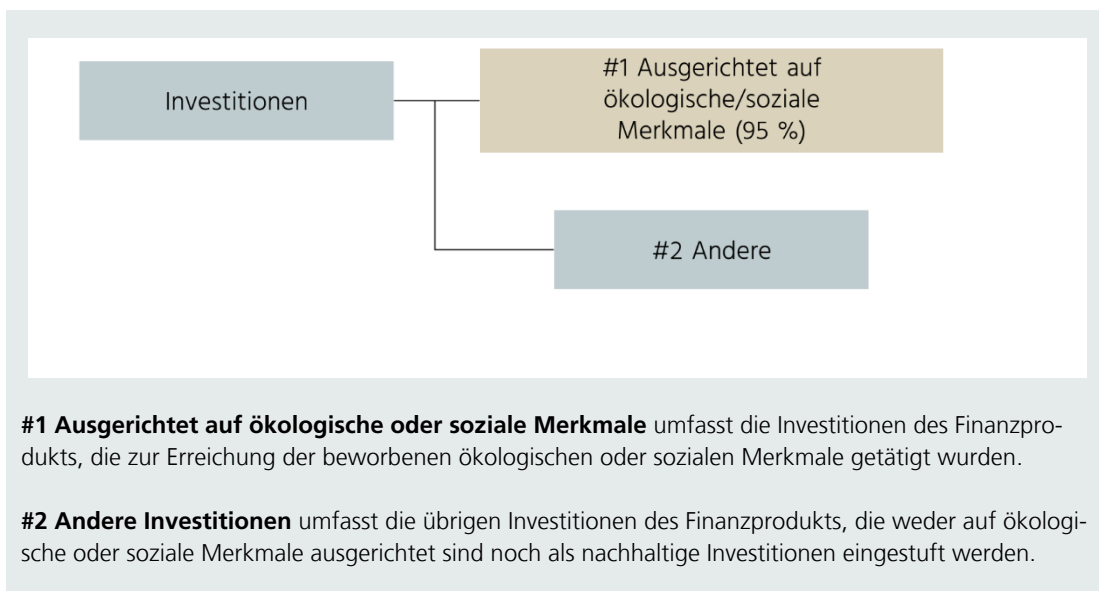 Investitionen
#1 Ausgerichtet auf
ökologische/soziale
Merkmale (95 %)
#2 Andere
#1 Ausgerichtet auf ökologische oder soziale Merkmale umfasst die Investitionen des Finanzpro-
dukts, die zur Erreichung der beworbenen ökologischen oder sozialen Merkmale getätigt wurden.
#2 Andere Investitionen umfasst die übrigen Investitionen des Finanzprodukts, die weder auf ökologi-
sche oder soziale Merkmale ausgerichtet sind noch als nachhaltige Investitionen eingestuft werden.